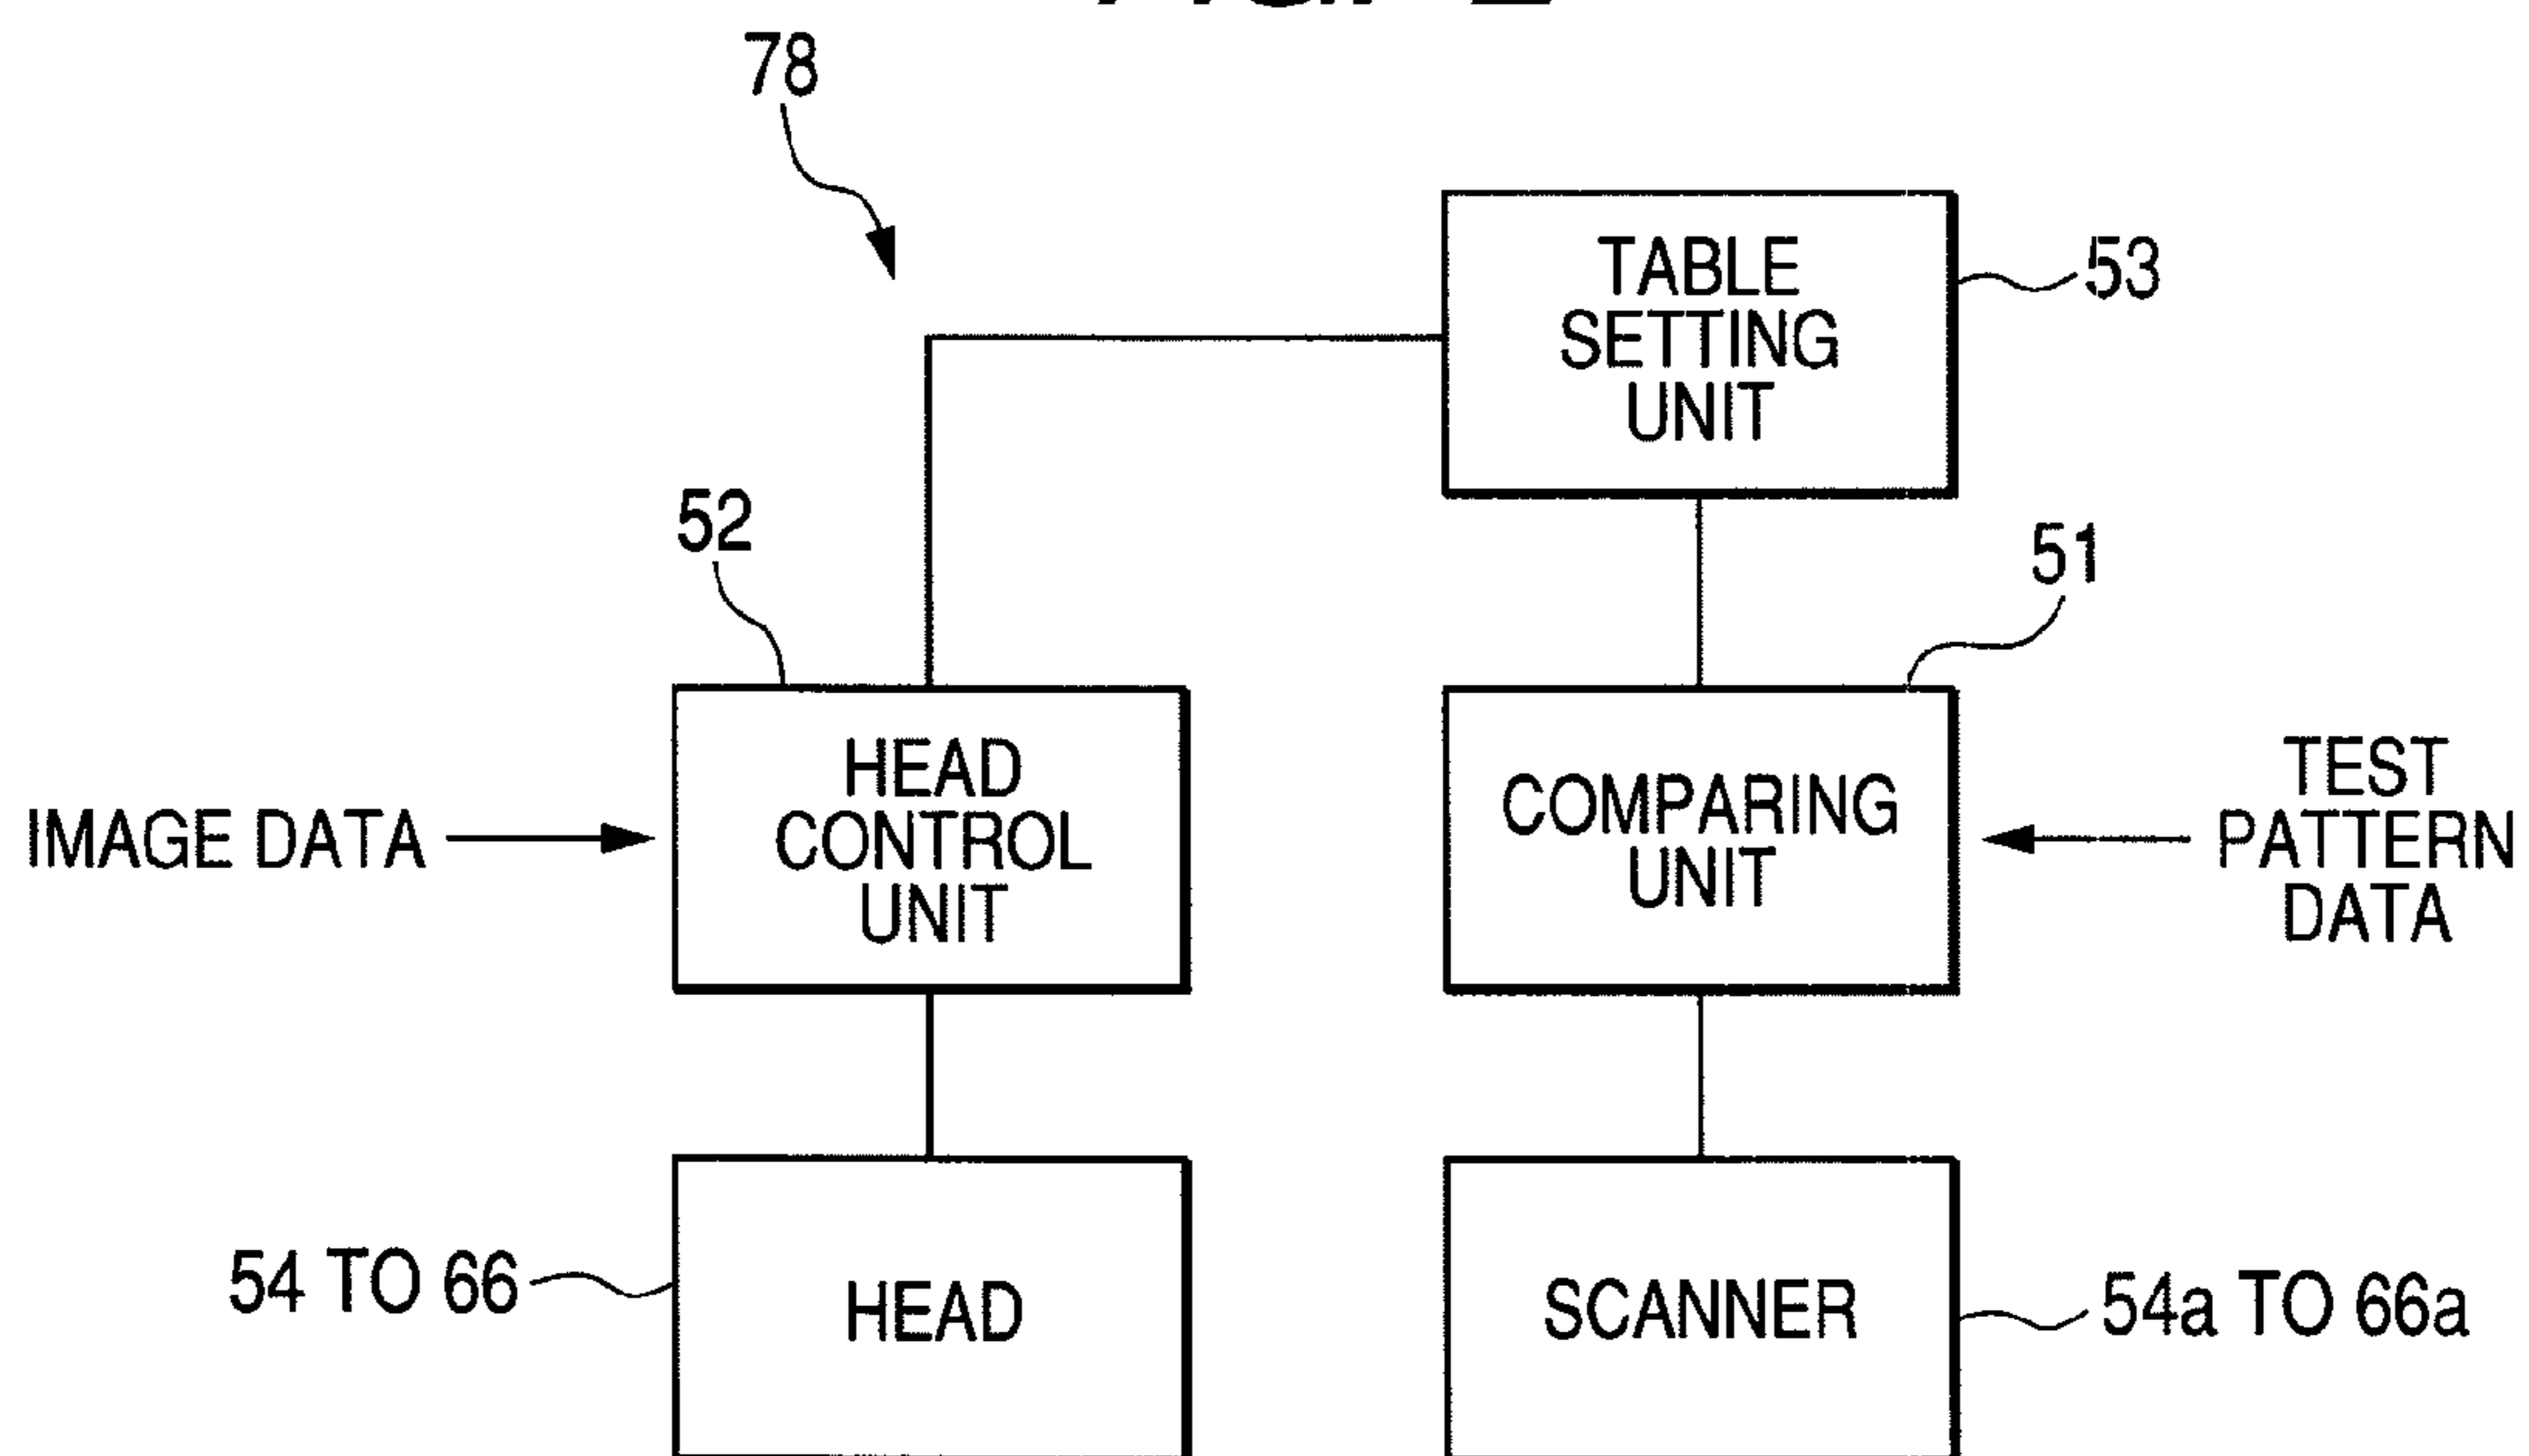 78
TABLE
SETTING
UNIT
53
52
51
HEAD
CONTROL
UNIT
COMPARING
UNIT
IMAGE DATA
TEST
PATTERN
DATA
54 TO 66
HEAD
SCANNER
54a TO 66a